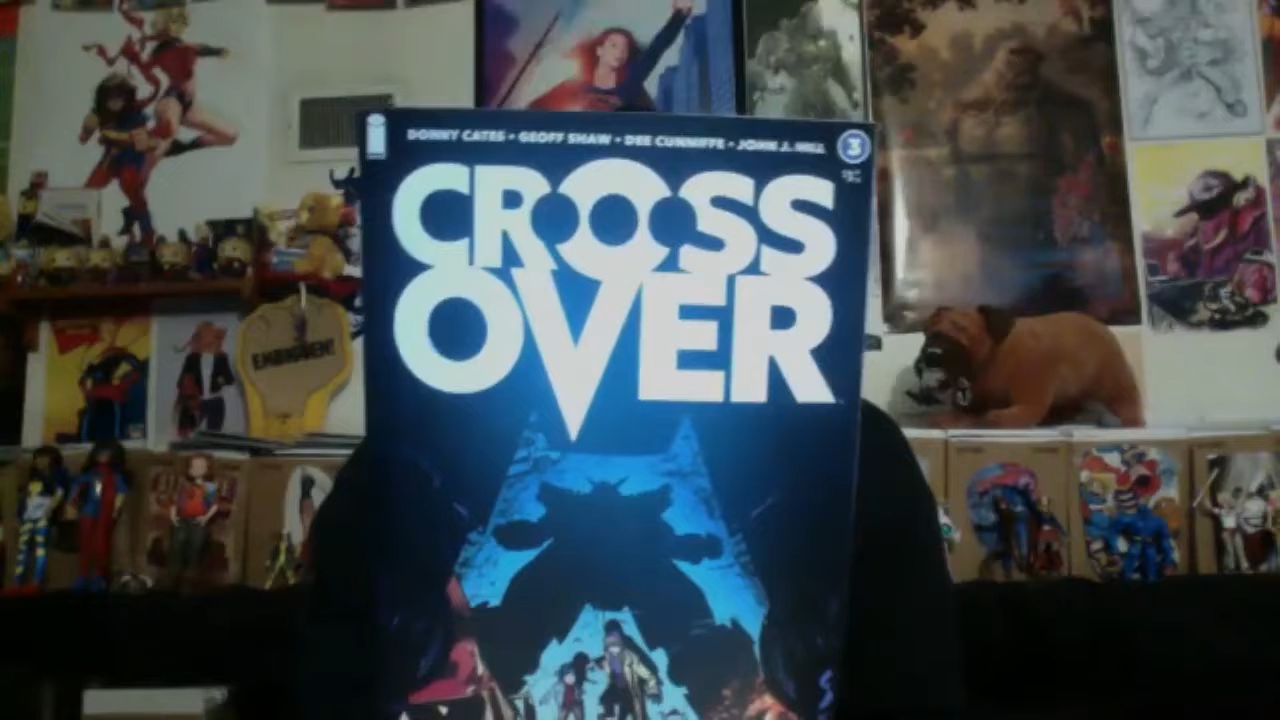 DONNY CATES • GEOFF SHAW • DEE CUNNIFFE • JOHN J. HILL
3
CROSS
OVER
EMBIGGEN!